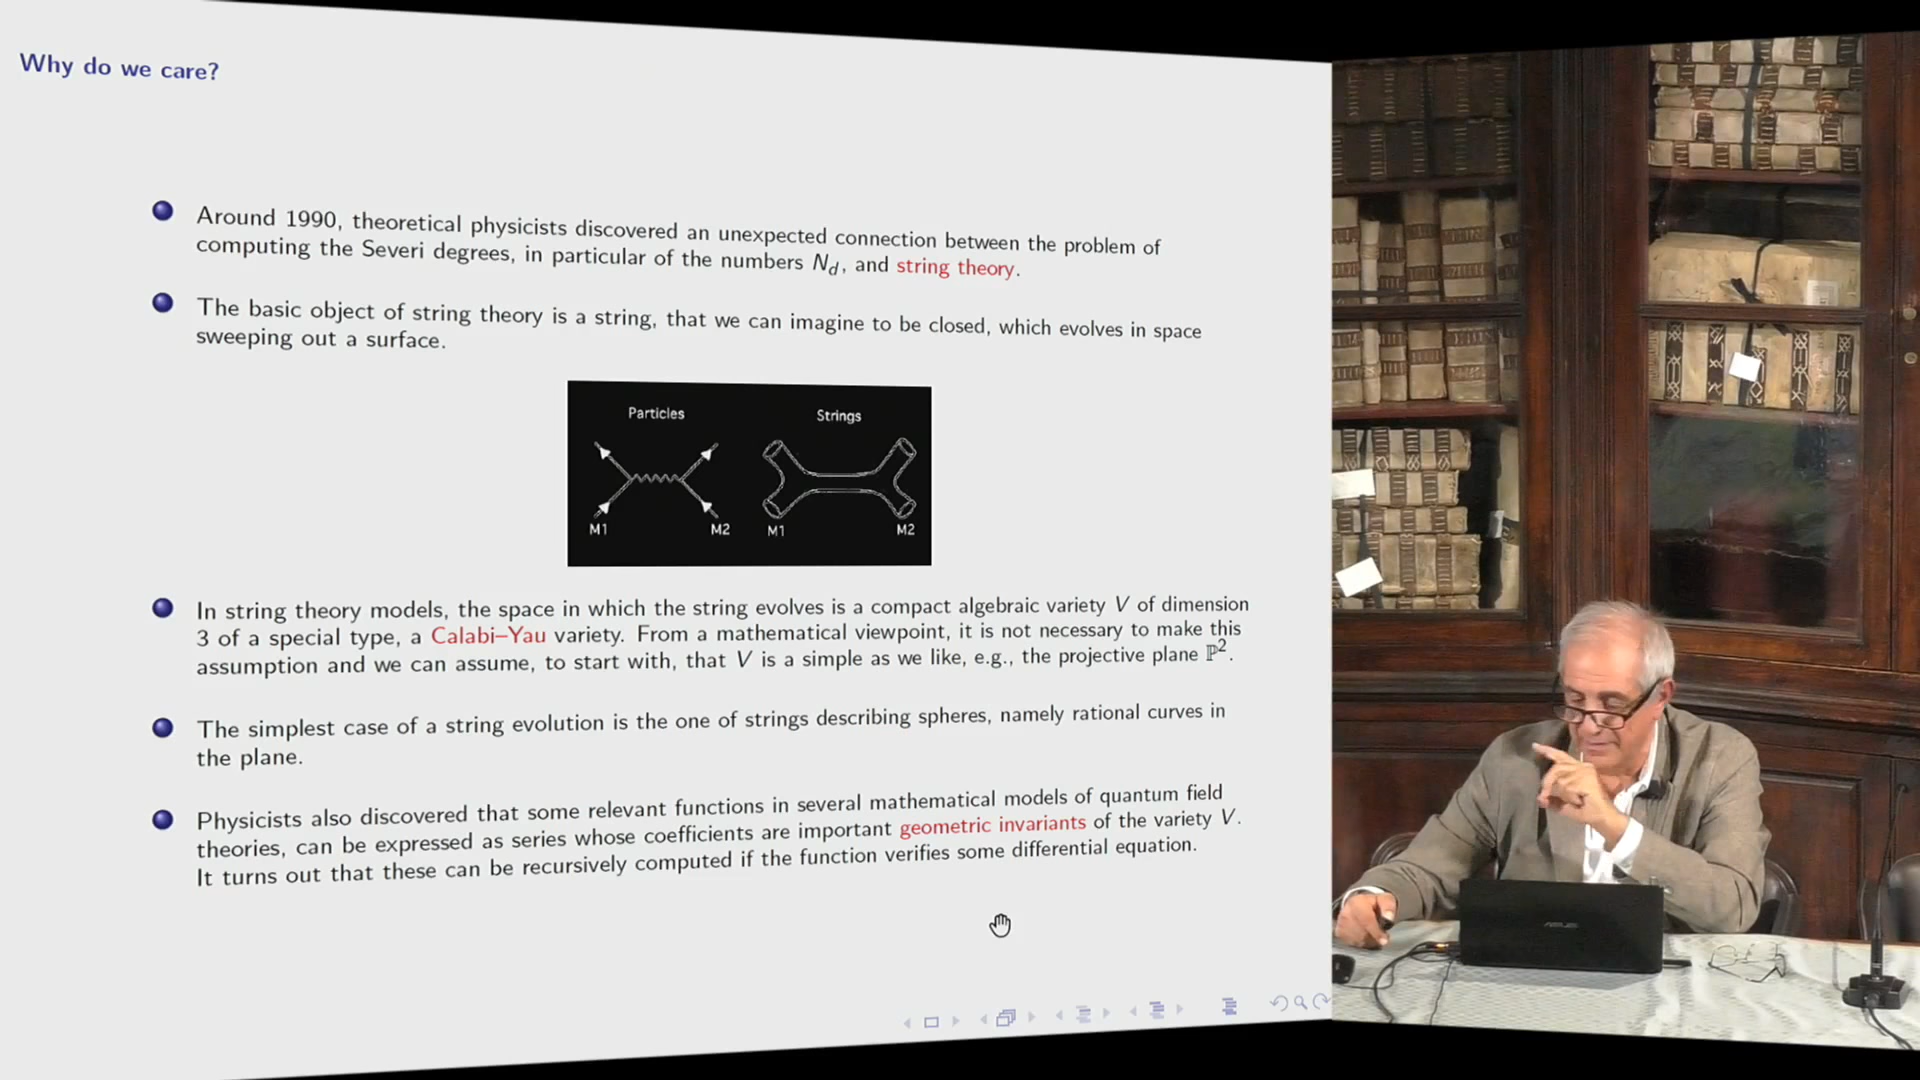 Why do we care?
Around 1990, theoretical physicists discovered an unexpected connection between the problem of
computing the Severi degrees, in particular of the numbers N_d, and string theory.
The basic object of string theory is a string, that we can imagine to be closed, which evolves in space
sweeping out a surface.
Particles Strings
M1 M2 M1 M2
In string theory models, the space in which the string evolves is a compact algebraic variety V of dimension
3 of a special type, a Calabi–Yau variety. From a mathematical viewpoint, it is not necessary to make this
assumption and we can assume, to start with, that V is a simple as we like, e.g., the projective plane ℙ².
The simplest case of a string evolution is the one of strings describing spheres, namely rational curves in
the plane.
Physicists also discovered that some relevant functions in several mathematical models of quantum field
theories, can be expressed as series whose coefficients are important geometric invariants of the variety V.
It turns out that these can be recursively computed if the function verifies some differential equation.
ASUS